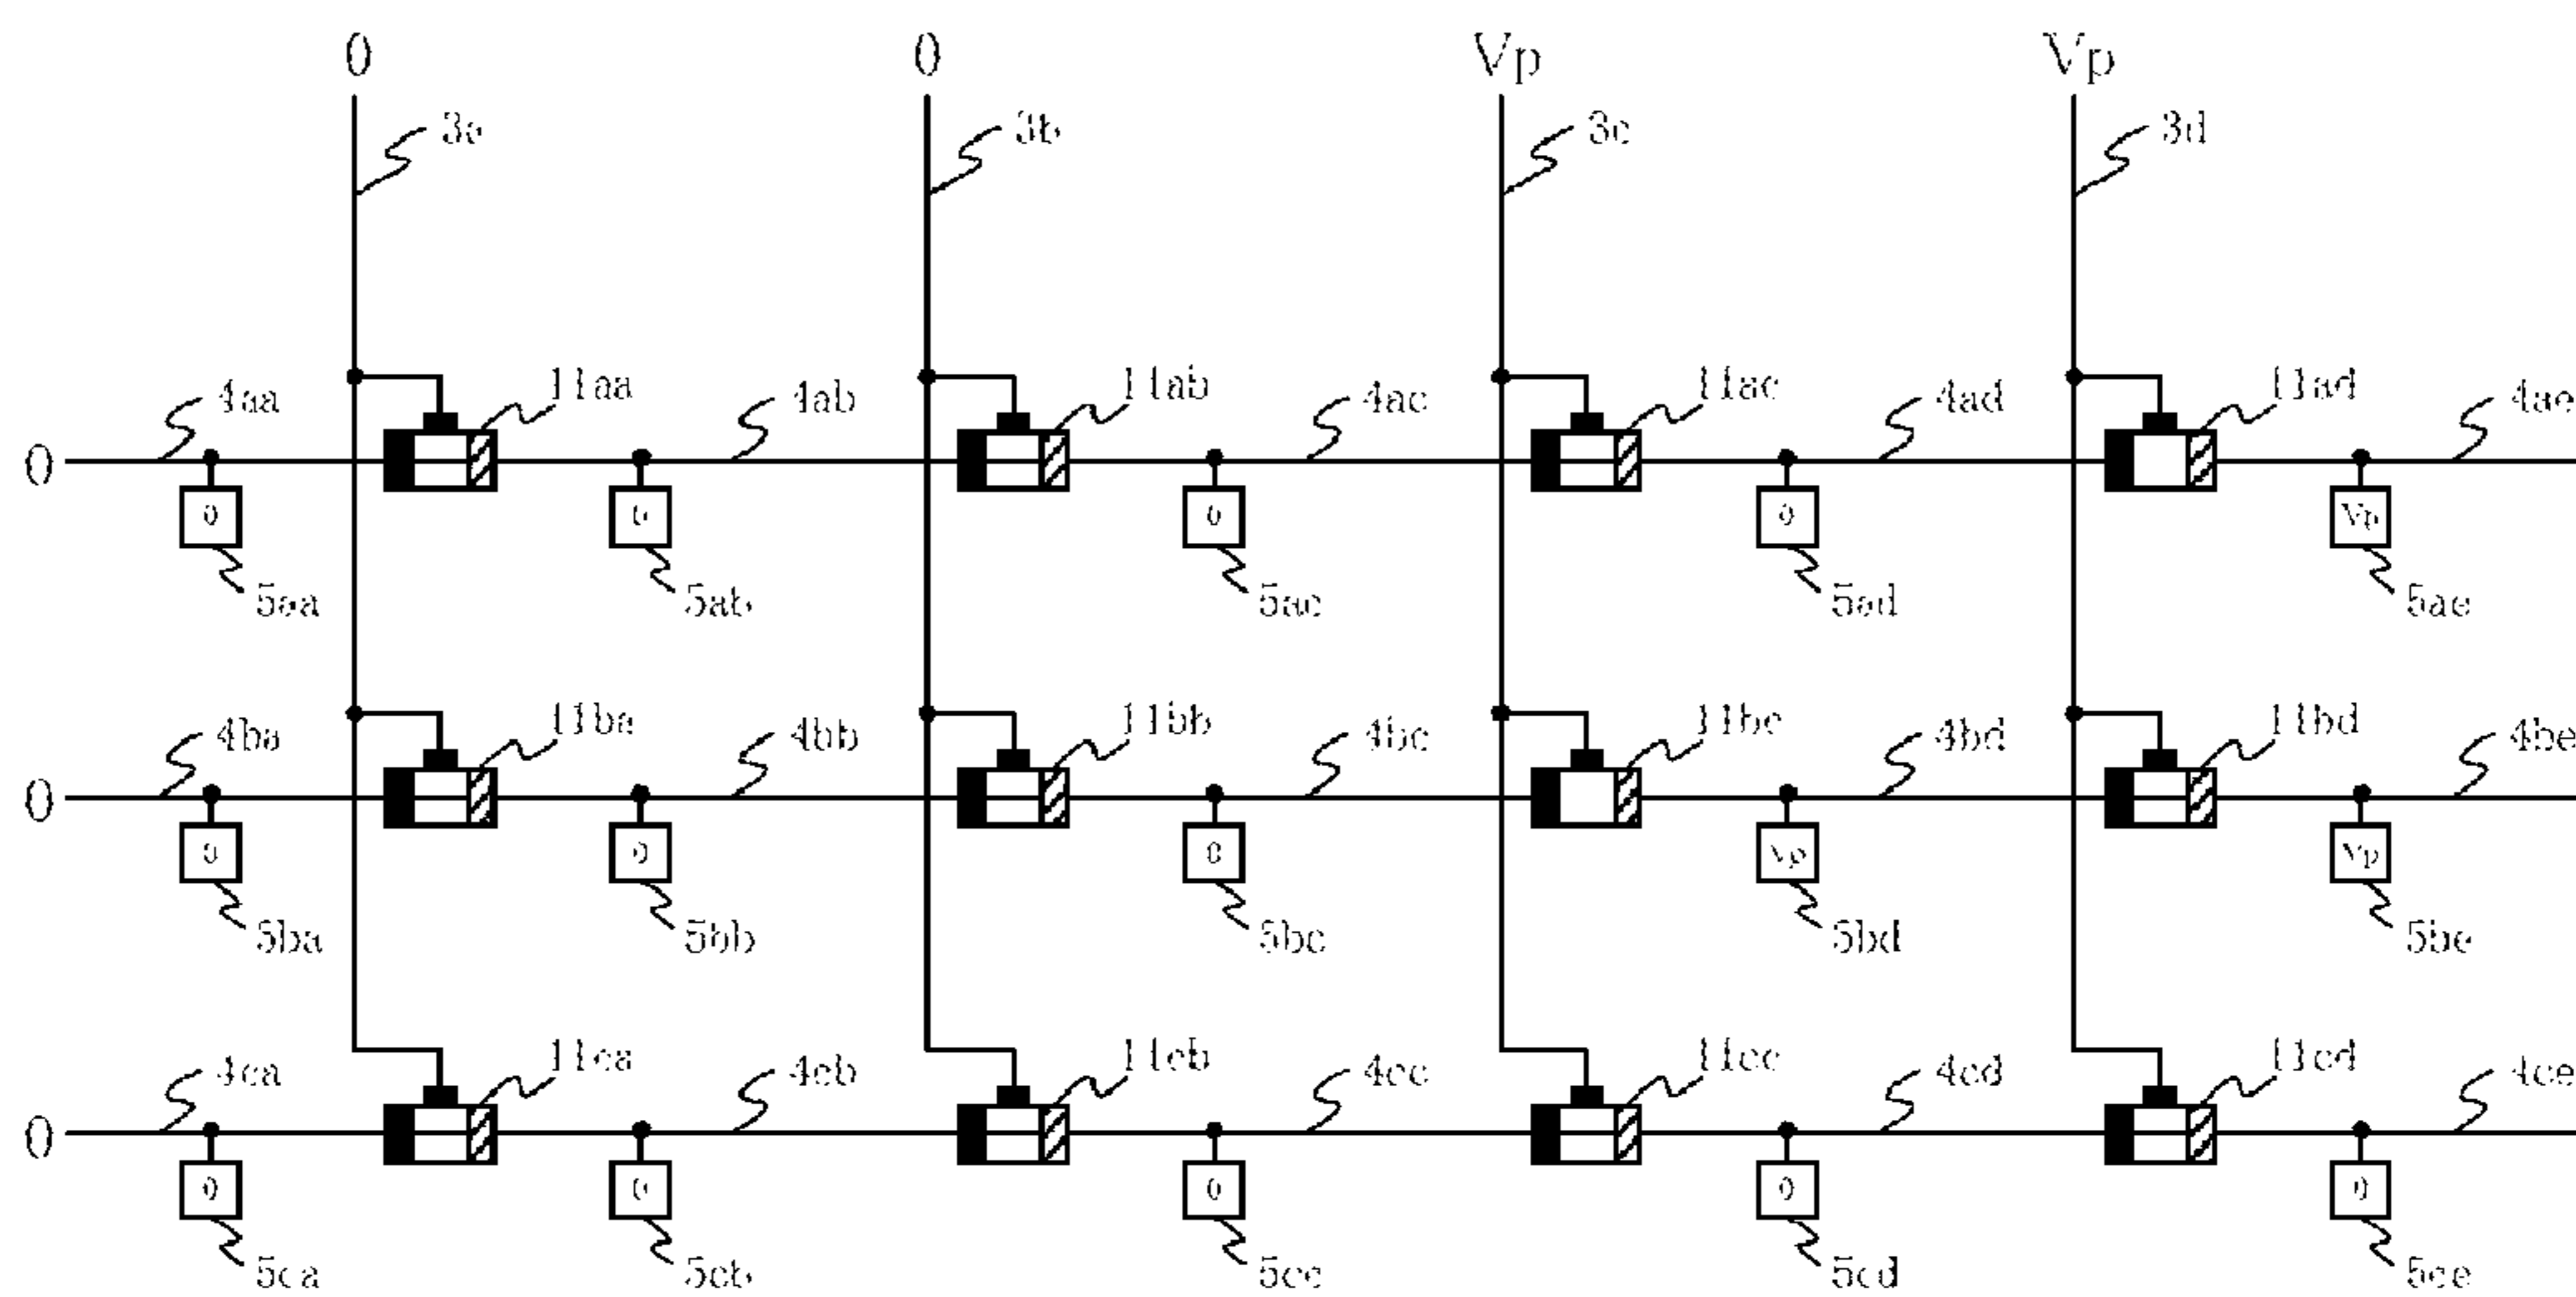 0 0 Vp Vp
3a 3b 3c 3d
4aa 11aa 4ab 11ab 4ac 11ac 4ad 11ad 4ae
0
0 0 0 0 Vp
5aa 5ab 5ac 5ad 5ae
4ba 11ba 4bb 11bb 4bc 11bc 4bd 11bd 4be
0
0 0 0 Vp Vp
5ba 5bb 5bc 5bd 5be
4ca 11ca 4cb 11cb 4cc 11cc 4cd 11cd 4ce
0
0 0 0 0 0
5ca 5cb 5cc 5cd 5ce